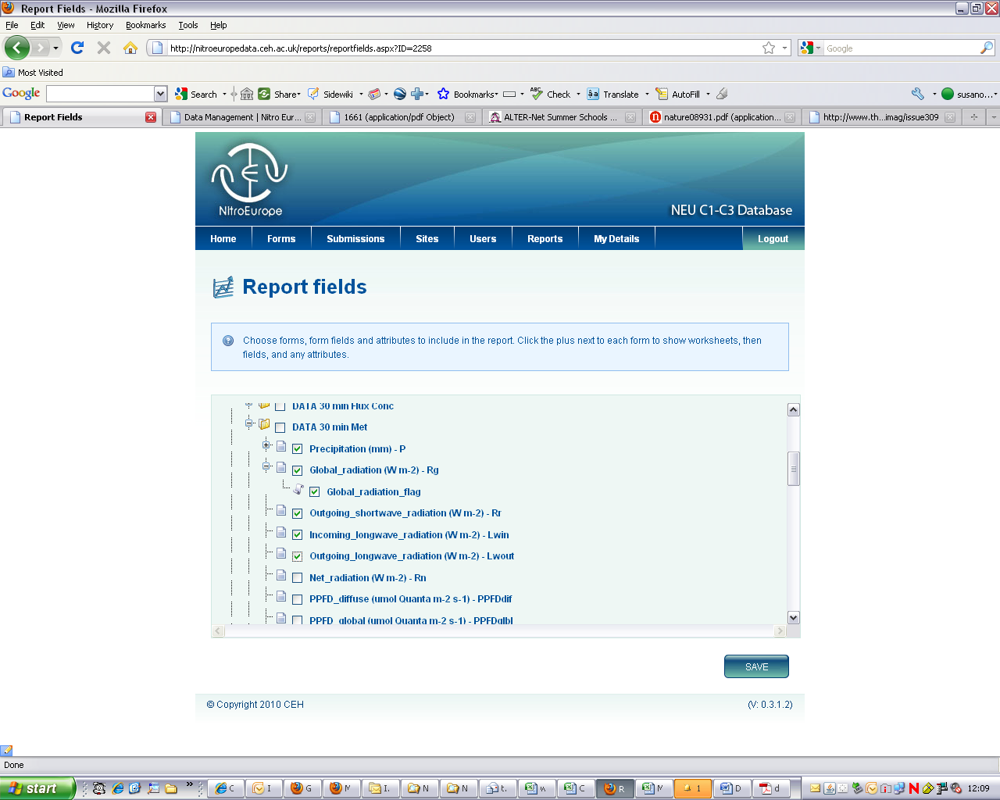 Report Fields - Mozilla Firefox
File Edit View History Bookmarks Tools Help
http://nitroeuropedata.ceh.ac.uk/reports/reportfields.aspx?ID=2258
Google
Most Visited
Google Search Share Sidewiki Bookmarks ABC Check Translate AutoFill susano...
Report Fields
Data Management | Nitro Eur...
1661 (application/pdf Object)
ALTER-Net Summer Schools ...
nature08931.pdf (application...
http://www.th...imag/issue309
NitroEurope
NEU C1-C3 Database
Home Forms Submissions Sites Users Reports My Details Logout
Report fields
Choose forms, form fields and attributes to include in the report. Click the plus next to each form to show worksheets, then
fields, and any attributes.
DATA 30 min Flux Conc
DATA 30 min Met
Precipitation (mm) - P
Global_radiation (W m-2) - Rg
Global_radiation_flag
Outgoing_shortwave_radiation (W m-2) - Rr
Incoming_longwave_radiation (W m-2) - Lwin
Outgoing_longwave_radiation (W m-2) - Lwout
Net_radiation (W m-2) - Rn
PPFD_diffuse (umol Quanta m-2 s-1) - PPFDdif
PPFD_global (umol Quanta m-2 s-1) - PPFDglbl
SAVE
© Copyright 2010 CEH
(V: 0.3.1.2)
Done
start C I G M I. N N t. w C R M 1 D d 12:09